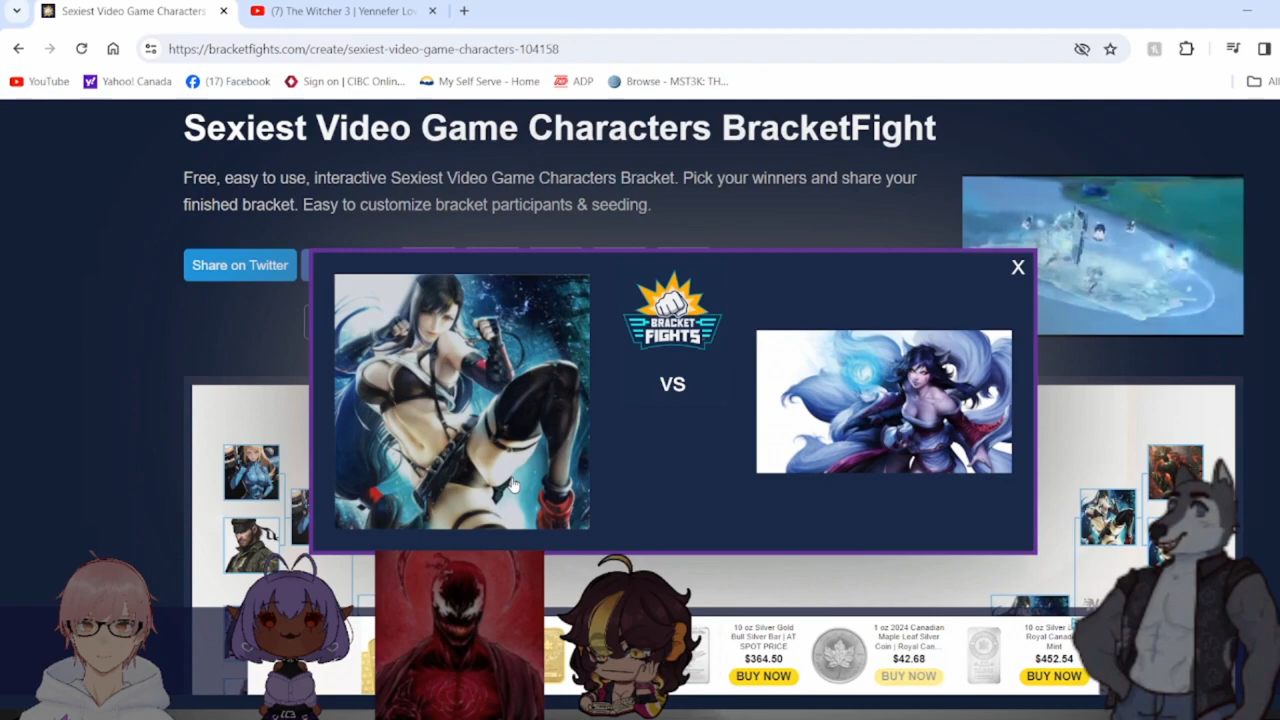 Sexiest Video Game Characters
(7) The Witcher 3 | Yennefer Lov
https://bracketfights.com/create/sexiest-video-game-characters-104158
YouTube
Yahoo! Canada
(17) Facebook
Sign on | CIBC Onlin...
My Self Serve - Home
ADP
Browse - MST3K: TH...
All
Sexiest Video Game Characters BracketFight
Free, easy to use, interactive Sexiest Video Game Characters Bracket. Pick your winners and share your
finished bracket. Easy to customize bracket participants & seeding.
Share on Twitter
X
BRACKET
FIGHTS
VS
10 oz Silver Gold
Bull Silver Bar | AT
SPOT PRICE
$364.50
BUY NOW
1 oz 2024 Canadian
Maple Leaf Silver
Coin | Royal Can...
$42.68
BUY NOW
10 oz Silver
Royal Canad
Mint
$452.54
BUY NOW